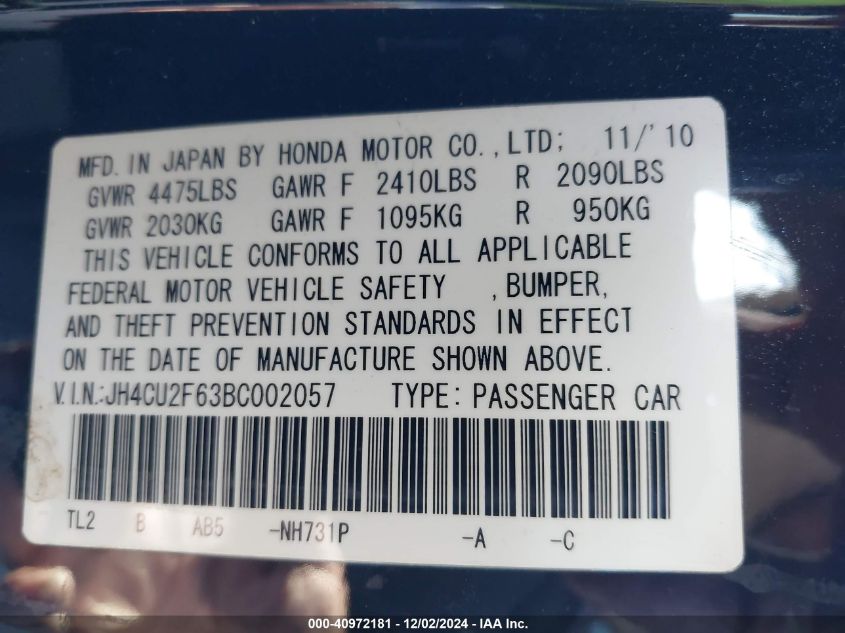 MFD. IN JAPAN BY HONDA MOTOR CO., LTD; 11/'10
GVWR 4475LBS GAWR F 2410LBS R 2090LBS
GVWR 2030KG GAWR F 1095KG R 950KG
THIS VEHICLE CONFORMS TO ALL APPLICABLE
FEDERAL MOTOR VEHICLE SAFETY , BUMPER,
AND THEFT PREVENTION STANDARDS IN EFFECT
ON THE DATE OF MANUFACTURE SHOWN ABOVE.
V.I.N.:JH4CU2F63BC002057 TYPE: PASSENGER CAR
TL2 B AB5 -NH731P -A -C
000-40972181 - 12/02/2024 - IAA Inc.